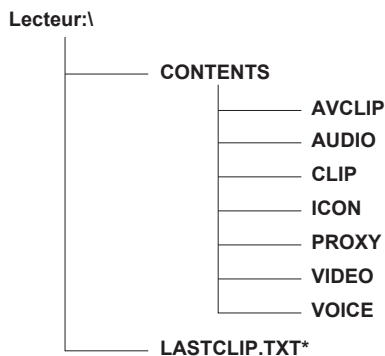 Lecteur:\
CONTENTS
AVCLIP
AUDIO
CLIP
ICON
PROXY
VIDEO
VOICE
LASTCLIP.TXT*